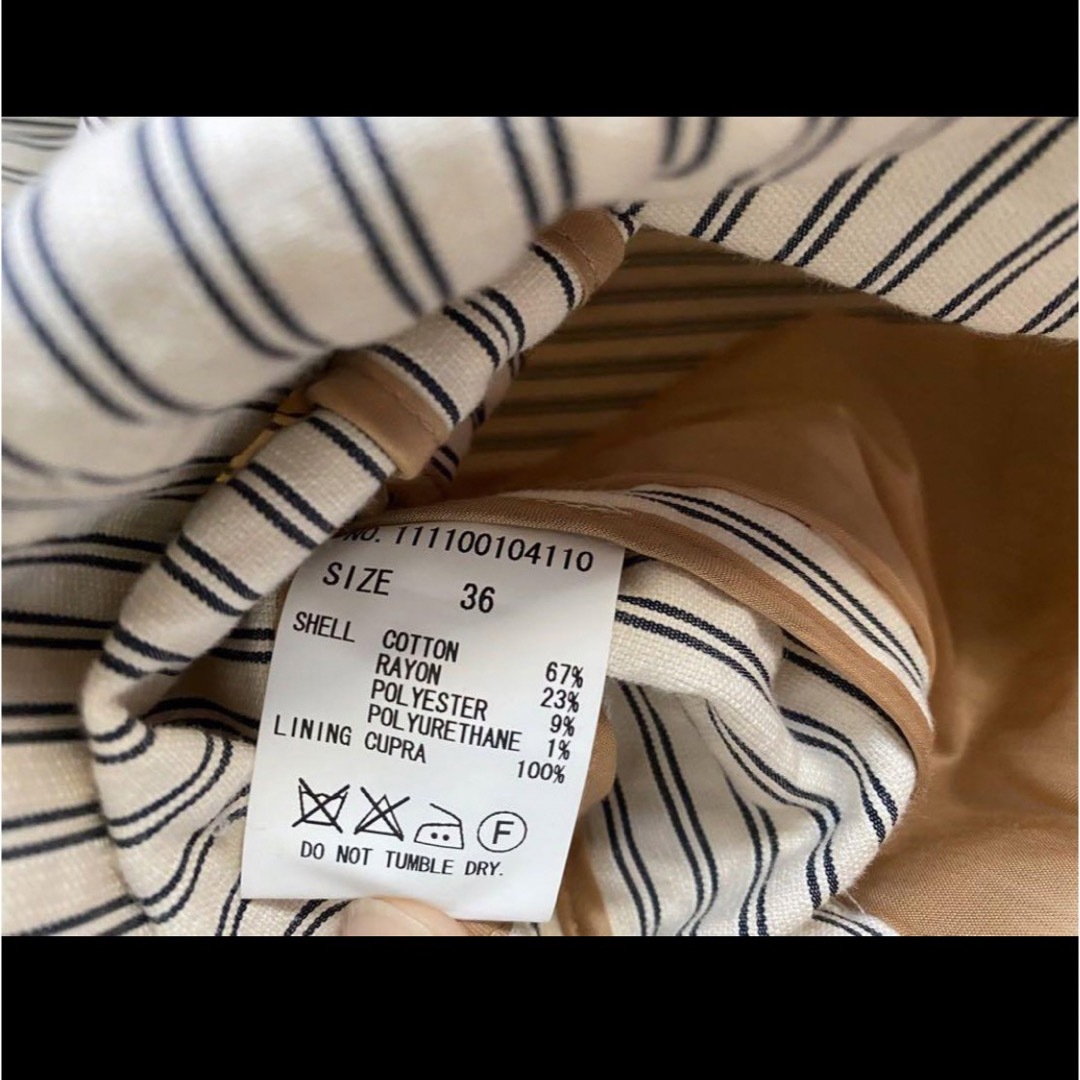 NO. 111100104110
SIZE 36
SHELL COTTON 67%
RAYON 23%
POLYESTER 9%
POLYURETHANE 1%
LINING CUPRA 100%
F
DO NOT TUMBLE DRY.